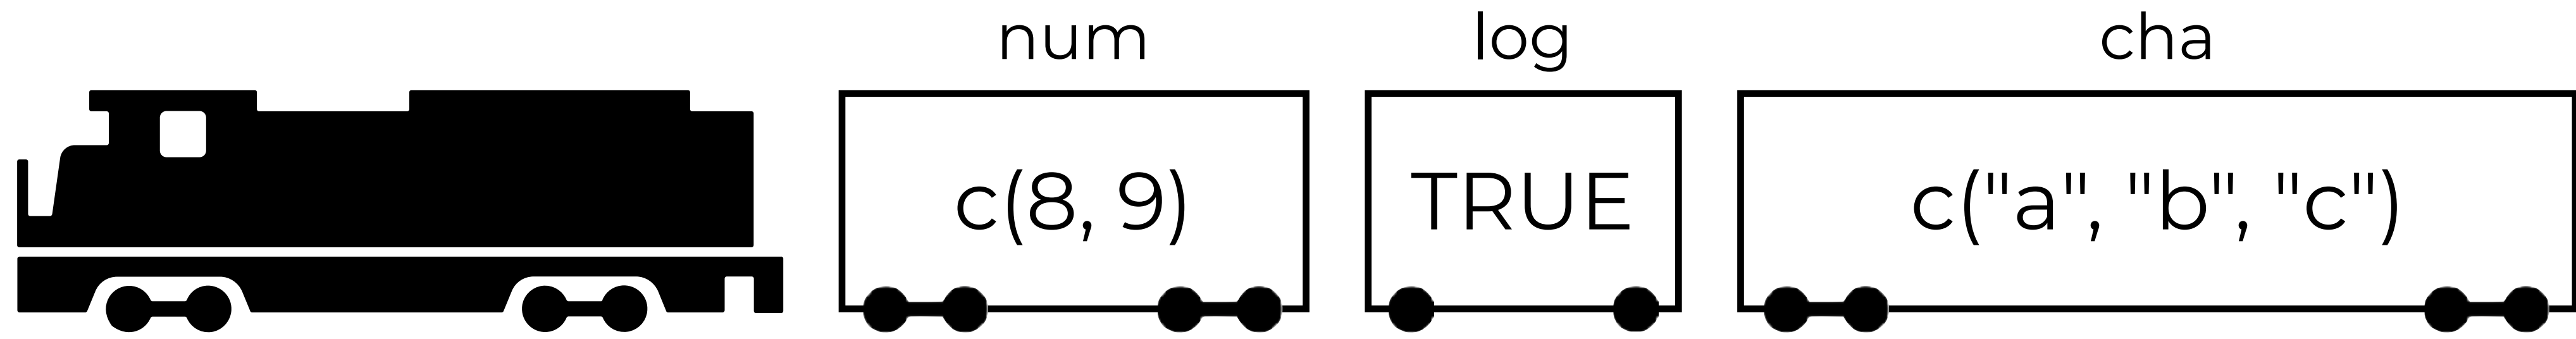 num
log
cha
c(8, 9)
TRUE
c("a", "b", "c")